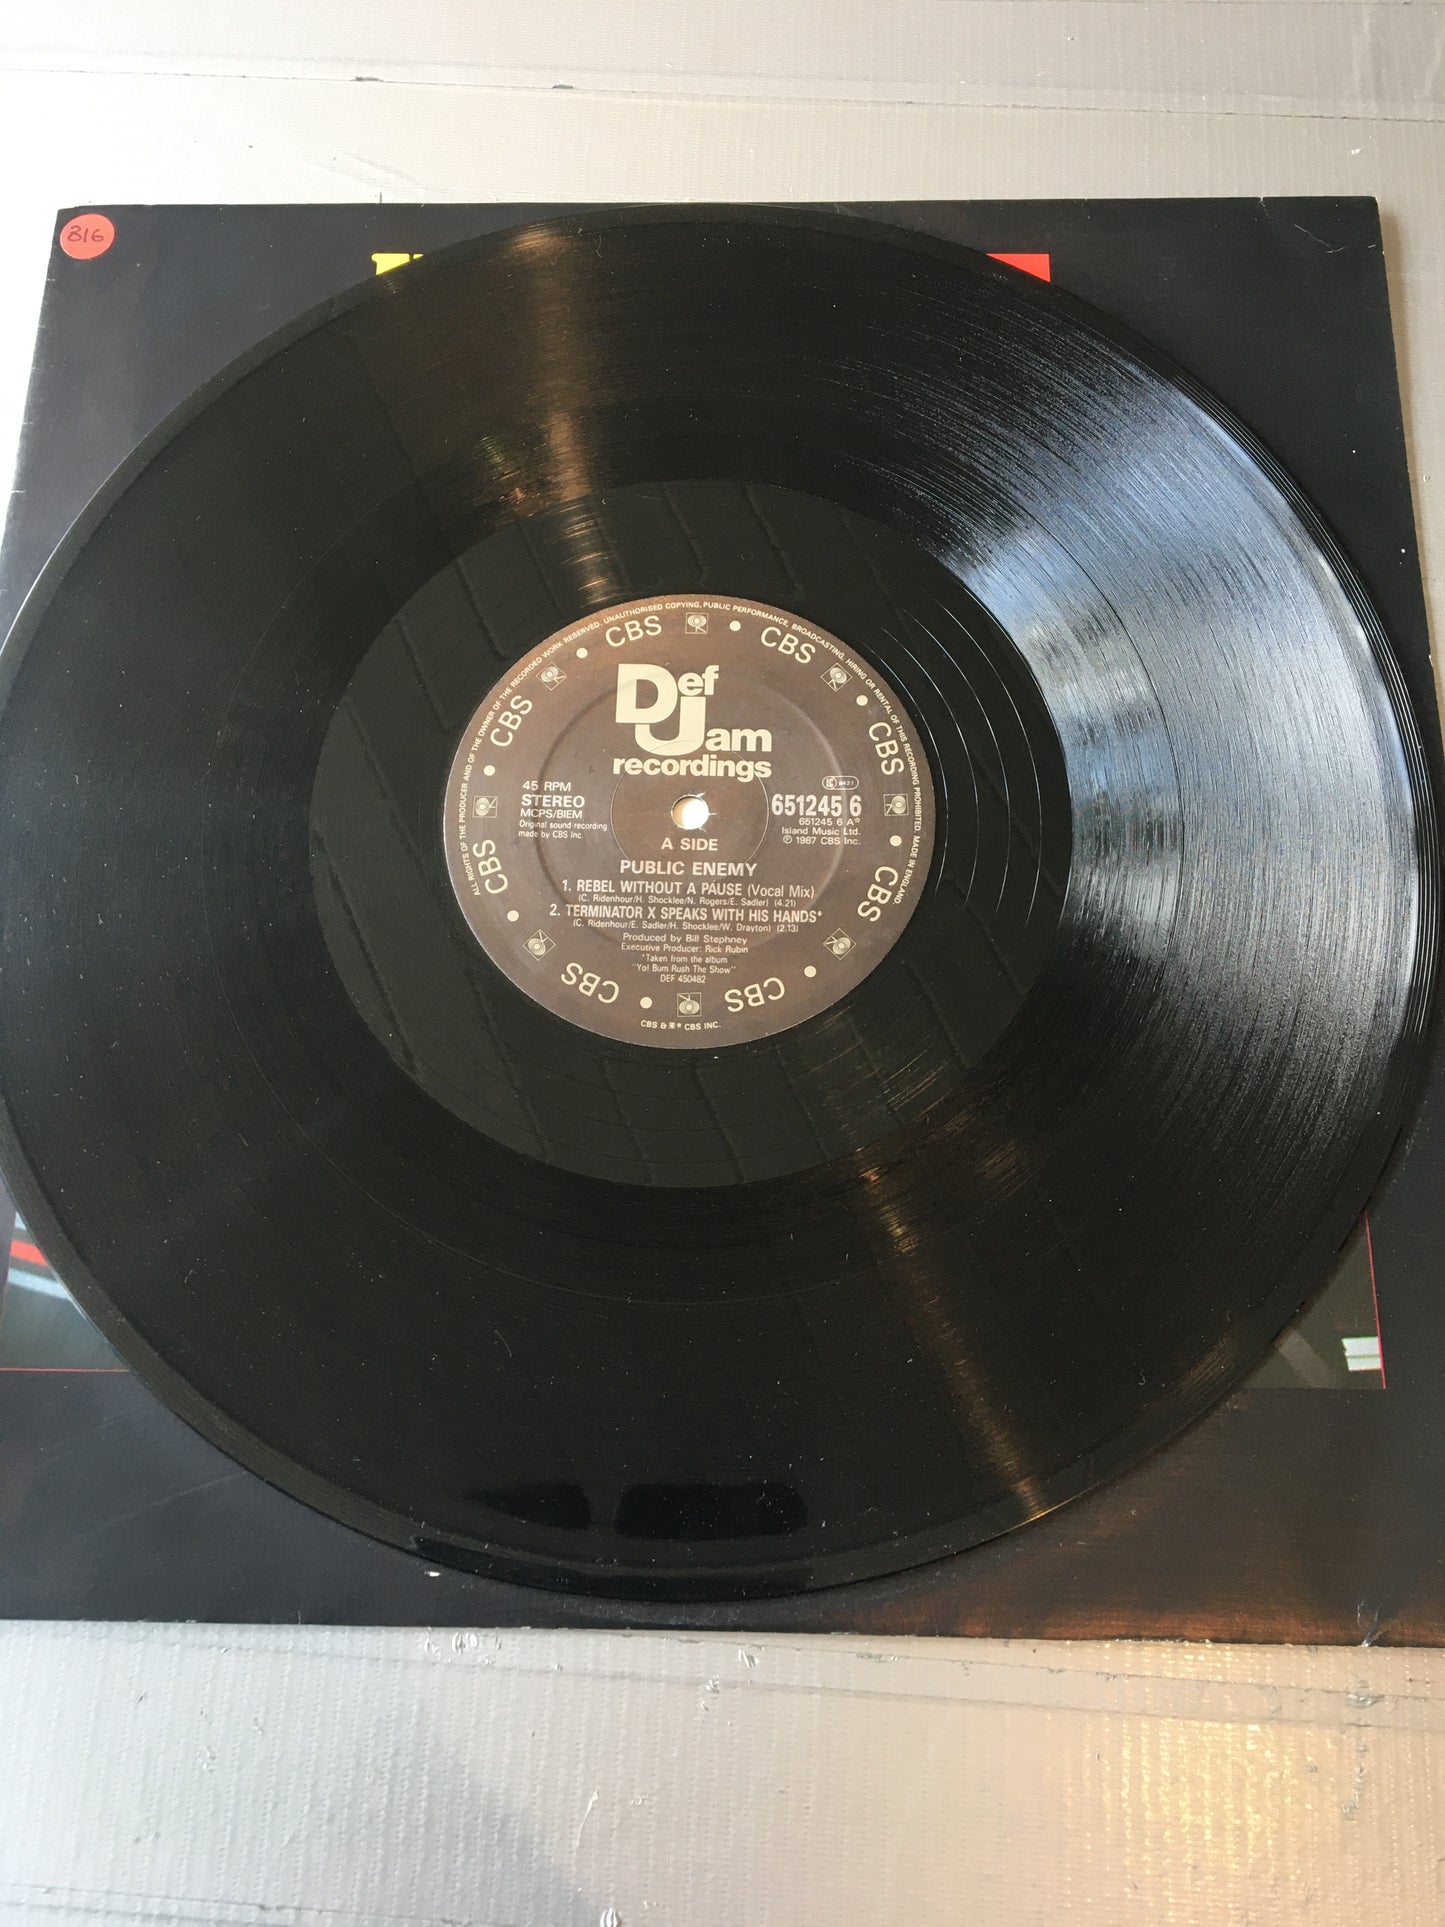 816
ALL RIGHTS OF THE PRODUCER AND OF THE OWNER OF THE RECORDED WORK RESERVED. UNAUTHORISED COPYING, PUBLIC PERFORMANCE, BROADCASTING, HIRING OR RENTAL OF THIS RECORDING PROHIBITED. MADE IN ENGLAND.
CBS
CBS
CBS
CBS
CBS
CBS
CBS
CBS
Def
Jam
recordings
45 RPM
STEREO
MCPS/BIEM
Original sound recording
made by CBS Inc.
LC 8427
651245 6
651245 6 A*
Island Music Ltd.
℗ 1987 CBS Inc.
A SIDE
PUBLIC ENEMY
1. REBEL WITHOUT A PAUSE (Vocal Mix)
(C. Ridenhour/H. Shocklee/N. Rogers/E. Sadler) (4.21)
2. TERMINATOR X SPEAKS WITH HIS HANDS*
(C. Ridenhour/E. Sadler/H. Shocklee/W. Drayton) (2.13)
Produced by Bill Stephney
Executive Producer: Rick Rubin
*Taken from the album
"Yo! Bum Rush The Show"
DEF 450482
CBS & ® CBS INC.